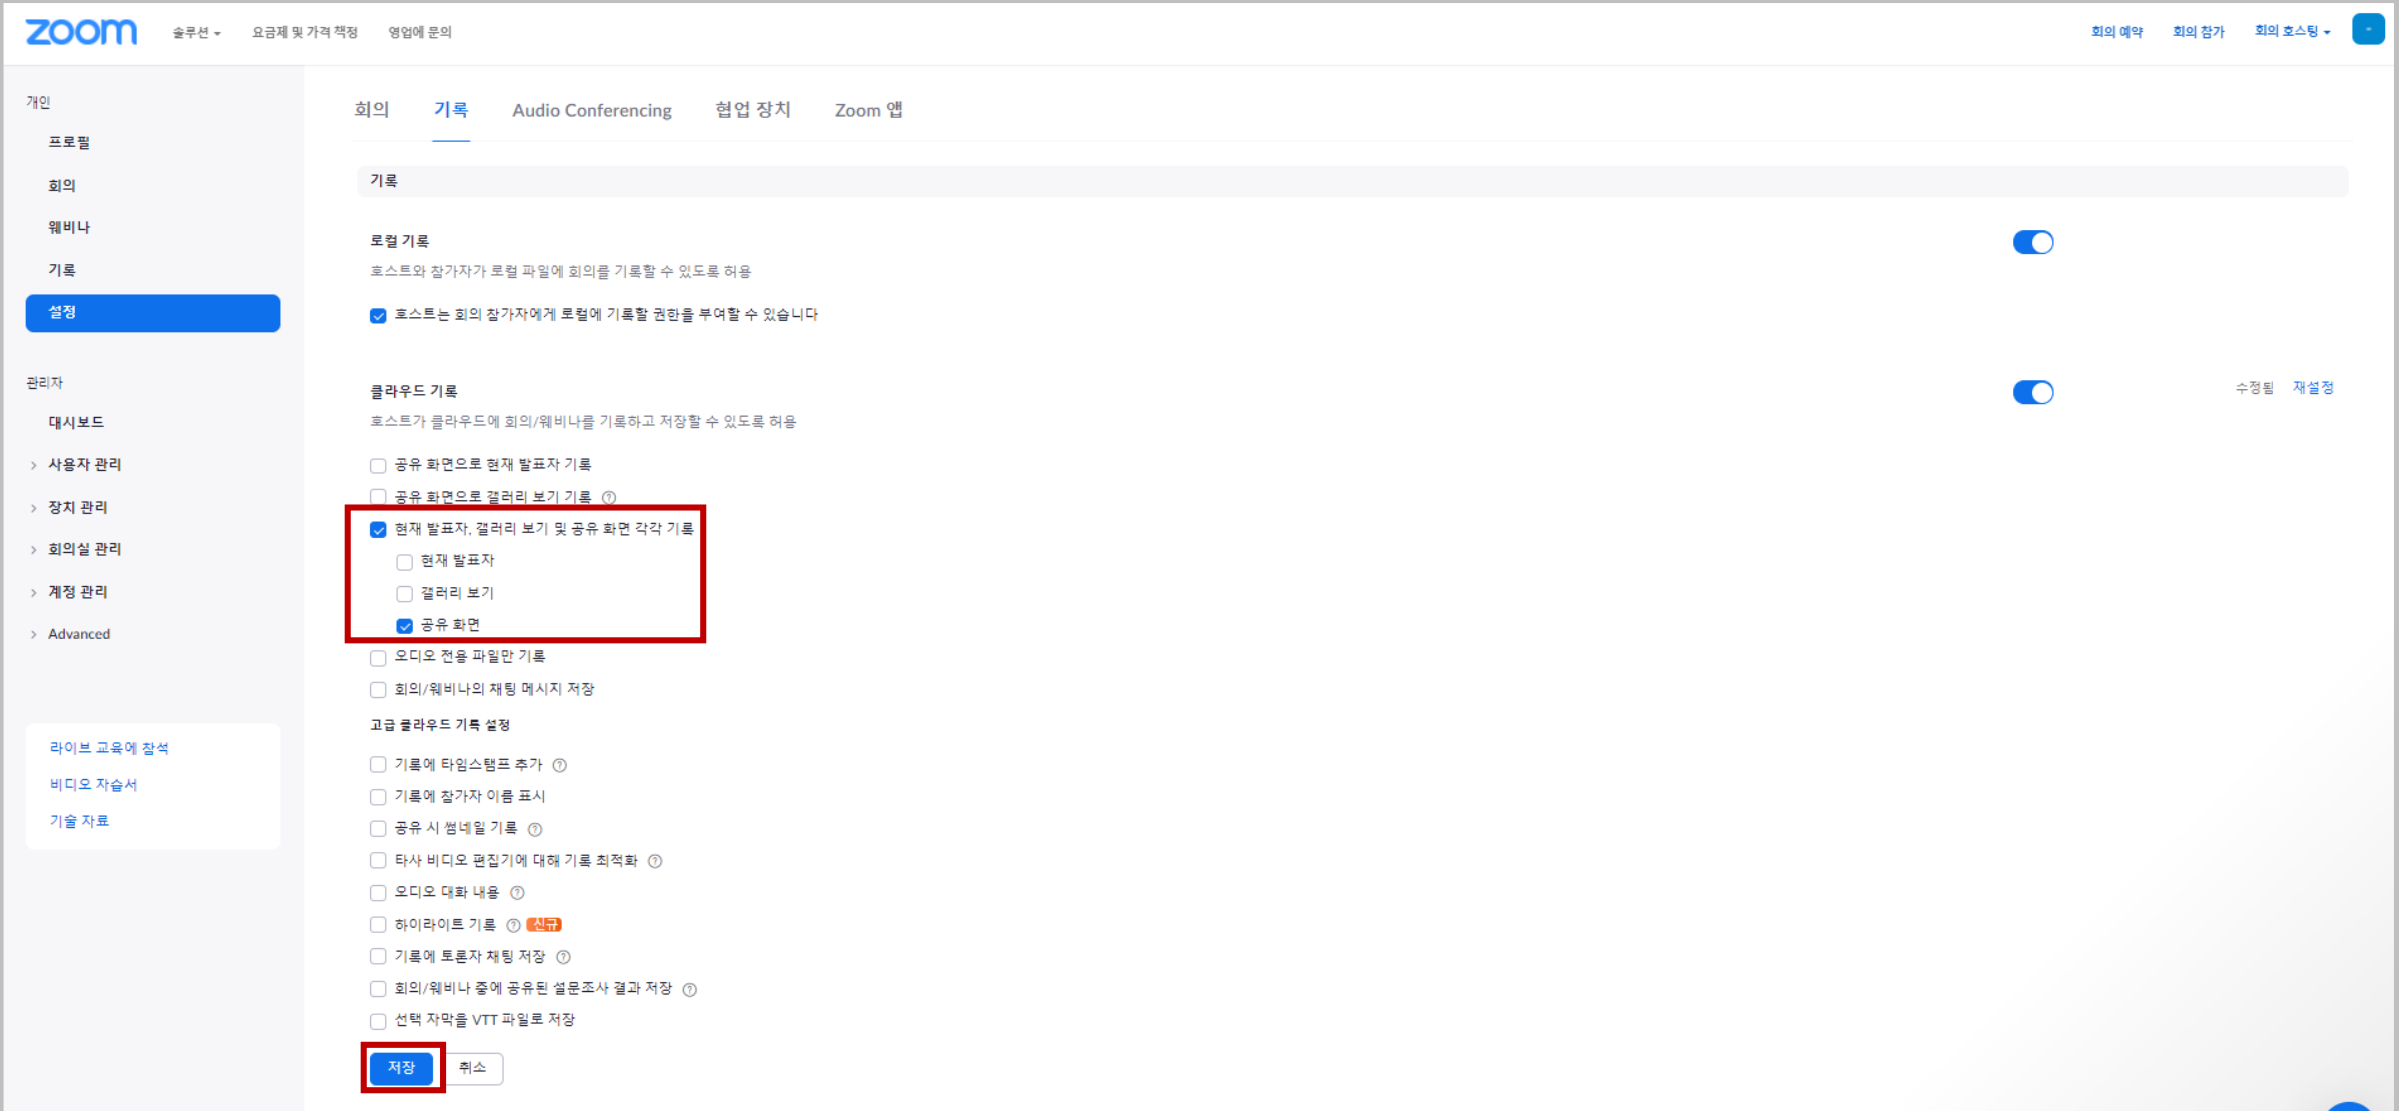 zoom
솔루션
요금제 및 가격 책정
영업에 문의
회의 예약
회의 참가
회의 호스팅
개인
프로필
회의
웨비나
기록
설정
관리자
대시보드
사용자 관리
장치 관리
회의실 관리
계정 관리
Advanced
라이브 교육에 참석
비디오 자습서
기술 자료
회의
기록
Audio Conferencing
협업 장치
Zoom 앱
기록
로컬 기록
호스트와 참가자가 로컬 파일에 회의를 기록할 수 있도록 허용
호스트는 회의 참가자에게 로컬에 기록할 권한을 부여할 수 있습니다
클라우드 기록
수정됨
재설정
호스트가 클라우드에 회의/웨비나를 기록하고 저장할 수 있도록 허용
공유 화면으로 현재 발표자 기록
공유 화면으로 갤러리 보기 기록
현재 발표자, 갤러리 보기 및 공유 화면 각각 기록
현재 발표자
갤러리 보기
공유 화면
오디오 전용 파일만 기록
회의/웨비나의 채팅 메시지 저장
고급 클라우드 기록 설정
기록에 타임스탬프 추가
기록에 참가자 이름 표시
공유 시 썸네일 기록
타사 비디오 편집기에 대해 기록 최적화
오디오 대화 내용
하이라이트 기록 신규
기록에 토론자 채팅 저장
회의/웨비나 중에 공유된 설문조사 결과 저장
선택 자막을 VTT 파일로 저장
저장
취소